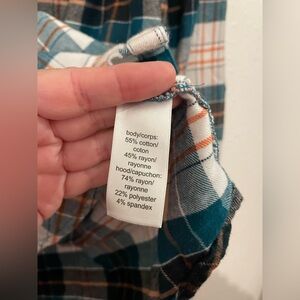 body/corps:
55% cotton/
coton
45% rayon/
rayonne
hood/capuchon:
74% rayon/
rayonne
22% polyester
4% spandex